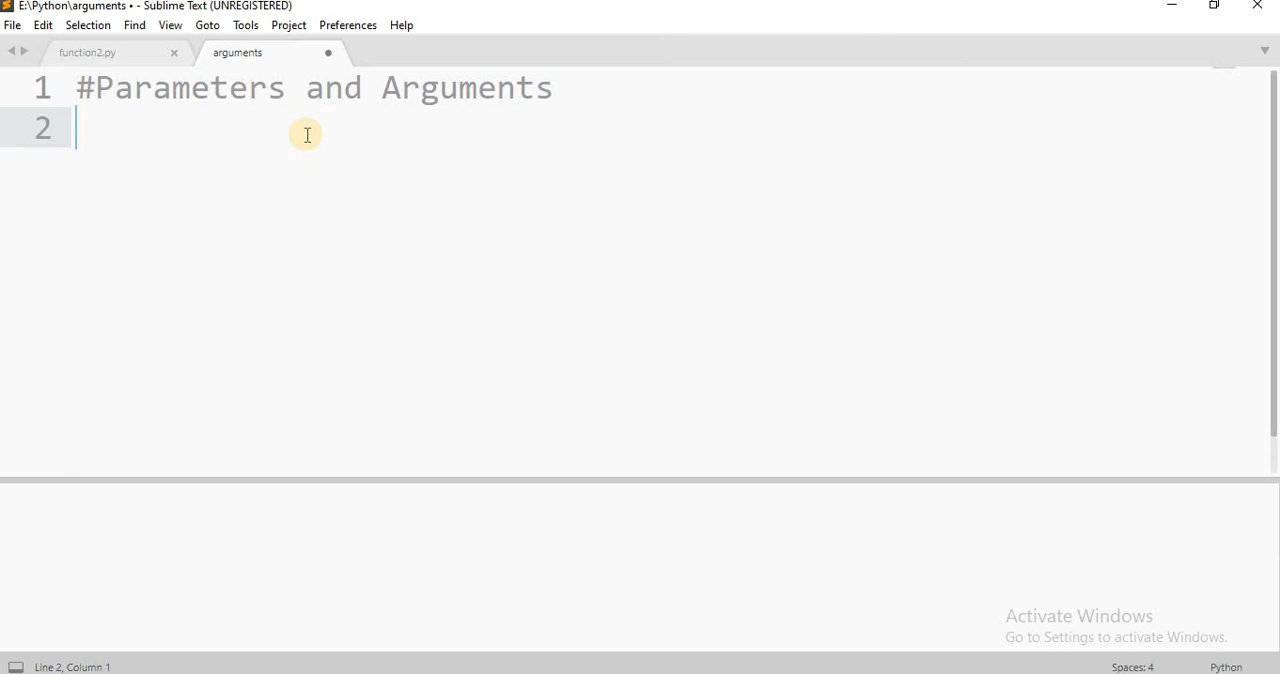 E:\Python\arguments • - Sublime Text (UNREGISTERED)
File Edit Selection Find View Goto Tools Project Preferences Help
function2.py × arguments •
1 #Parameters and Arguments
2
Activate Windows
Go to Settings to activate Windows.
Line 2, Column 1 Spaces: 4 Python